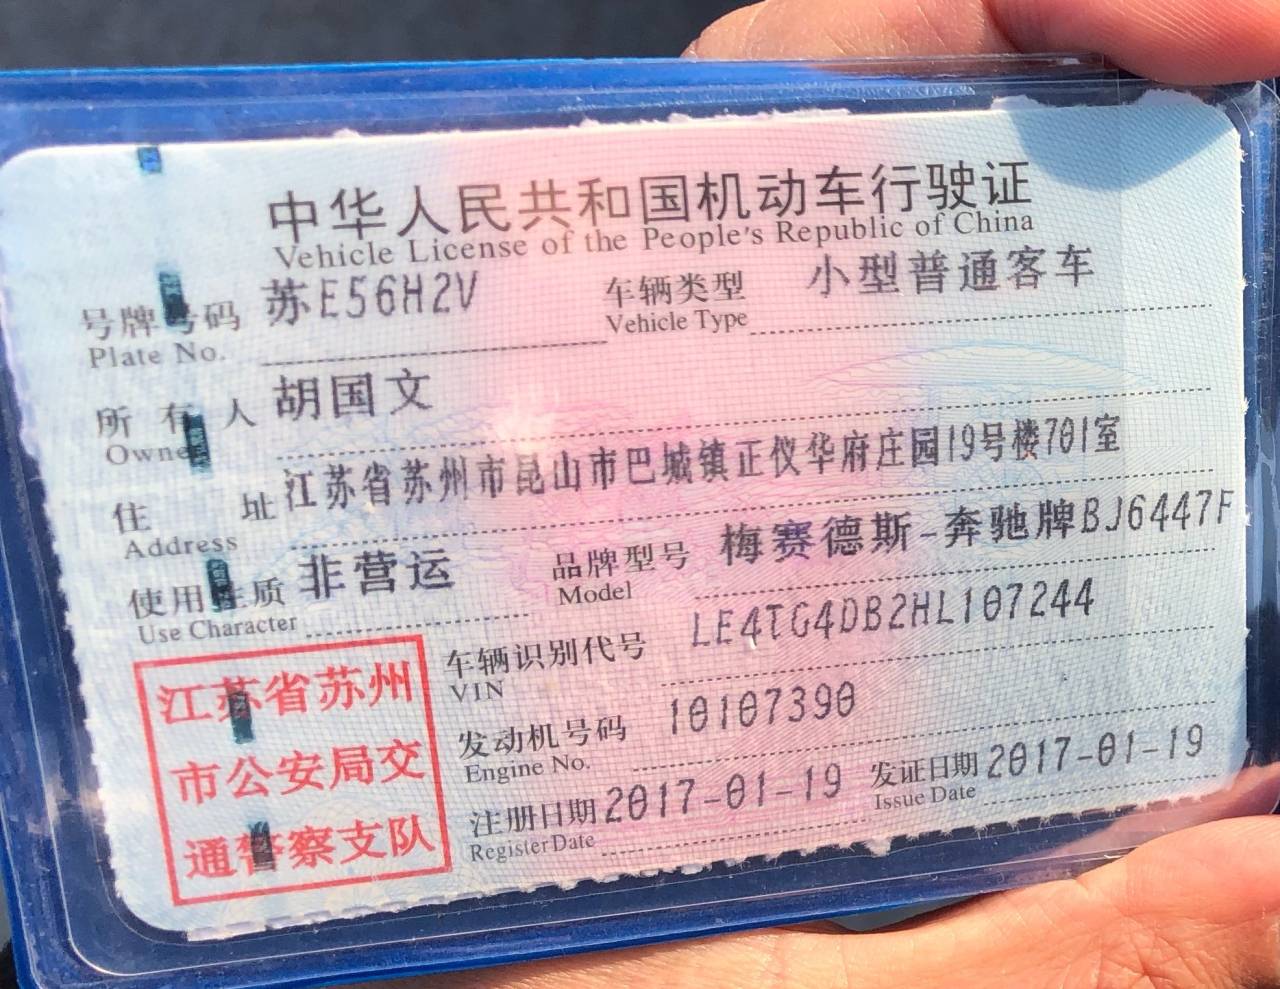 中华人民共和国机动车行驶证
Vehicle License of the People's Republic of China
号牌号码 苏E56H2V 车辆类型 小型普通客车
Plate No. Vehicle Type
所有人 胡国文
Owner
住址 江苏省苏州市昆山市巴城镇正仪华府庄园19号楼701室
Address
使用性质 非营运 品牌型号 梅赛德斯-奔驰牌BJ6447F
Use Character Model
车辆识别代号 LE4TG4DB2HL107244
VIN
发动机号码 10107390
Engine No.
注册日期 2017-01-19 发证日期 2017-01-19
Register Date Issue Date
江苏省苏州
市公安局交
通警察支队